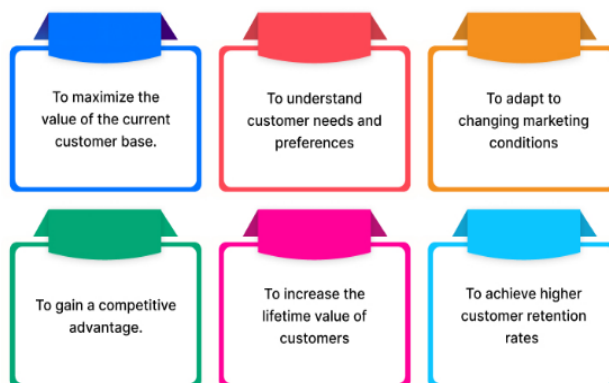 To maximize the
value of the current
customer base.
To understand
customer needs and
preferences
To adapt to
changing marketing
conditions
To gain a competitive
advantage.
To increase the
lifetime value of
customers
To achieve higher
customer retention
rates